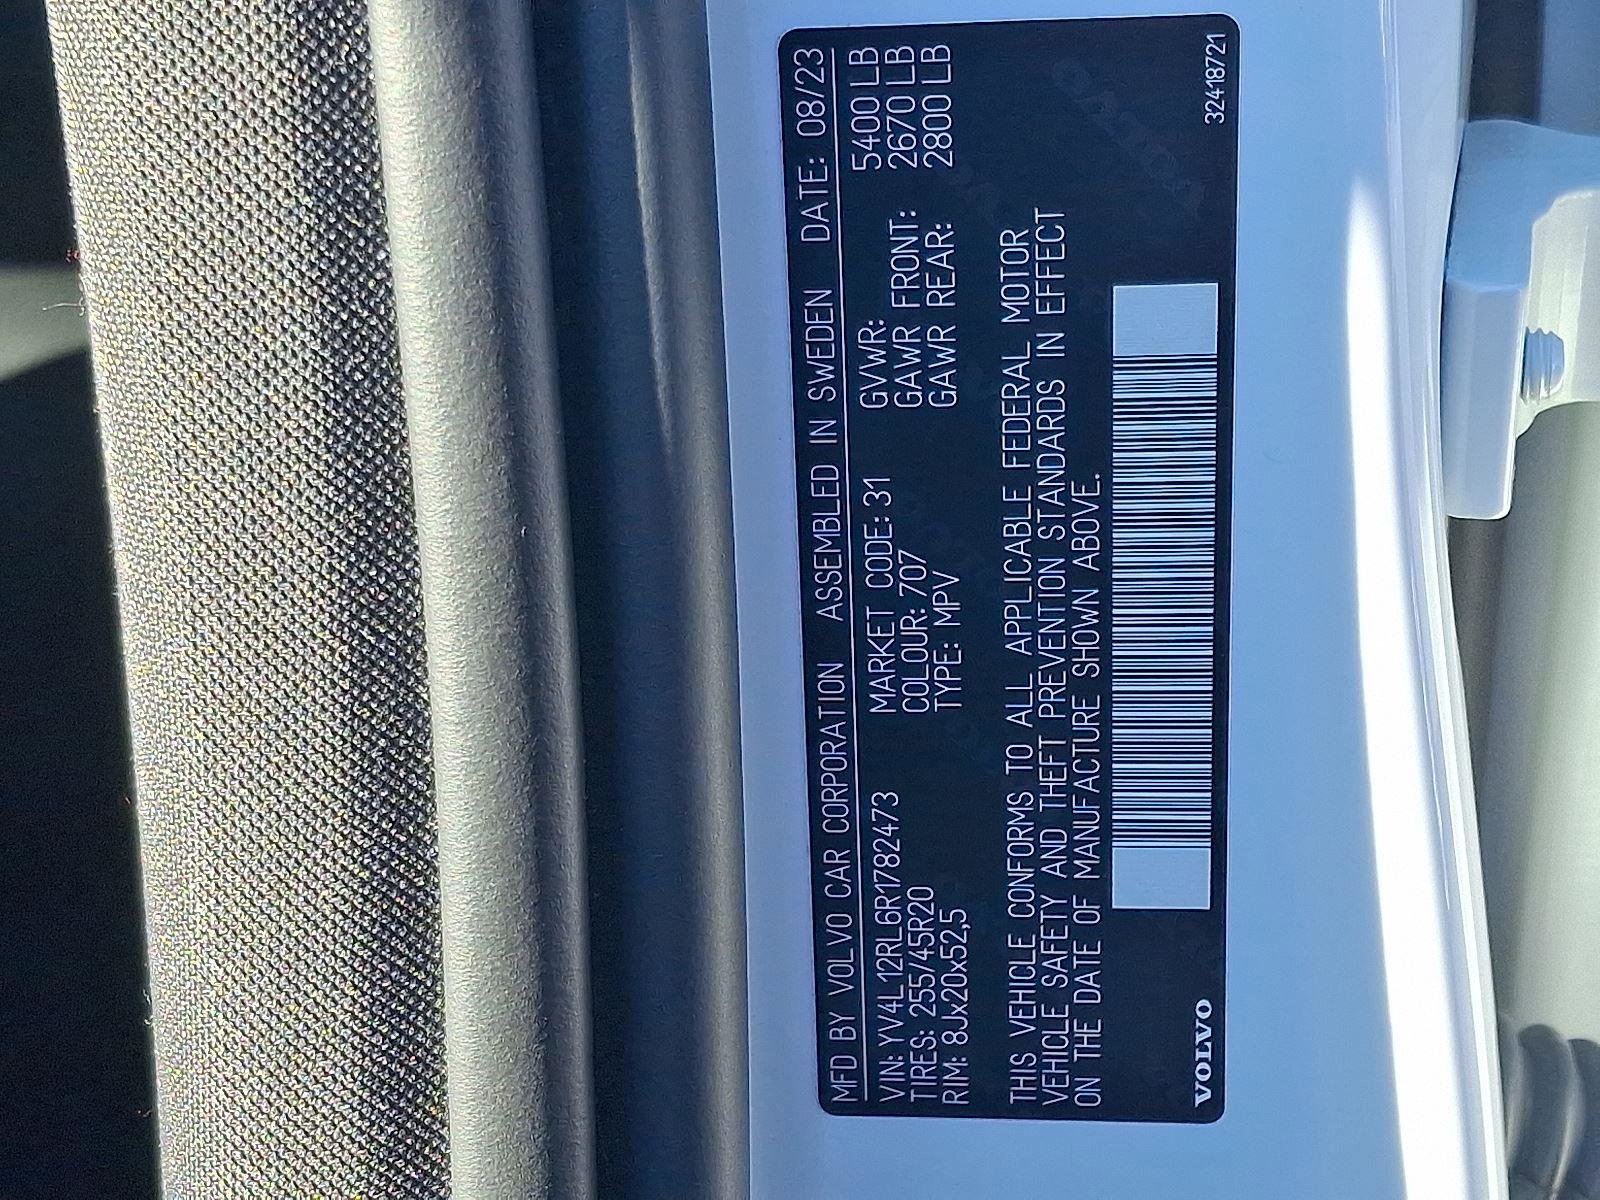 MFD BY VOLVO CAR CORPORATION ASSEMBLED IN SWEDEN DATE: 08/23
VIN: YV4L12RL6R1782473 MARKET CODE: 31 GVWR: 5400 LB
TIRES: 255/45R20 COLOUR: 707 GAWR FRONT: 2670 LB
RIM: 8Jx20x52,5 TYPE: MPV GAWR REAR: 2800 LB
THIS VEHICLE CONFORMS TO ALL APPLICABLE FEDERAL MOTOR
VEHICLE SAFETY AND THEFT PREVENTION STANDARDS IN EFFECT
ON THE DATE OF MANUFACTURE SHOWN ABOVE.
VOLVO 32418721